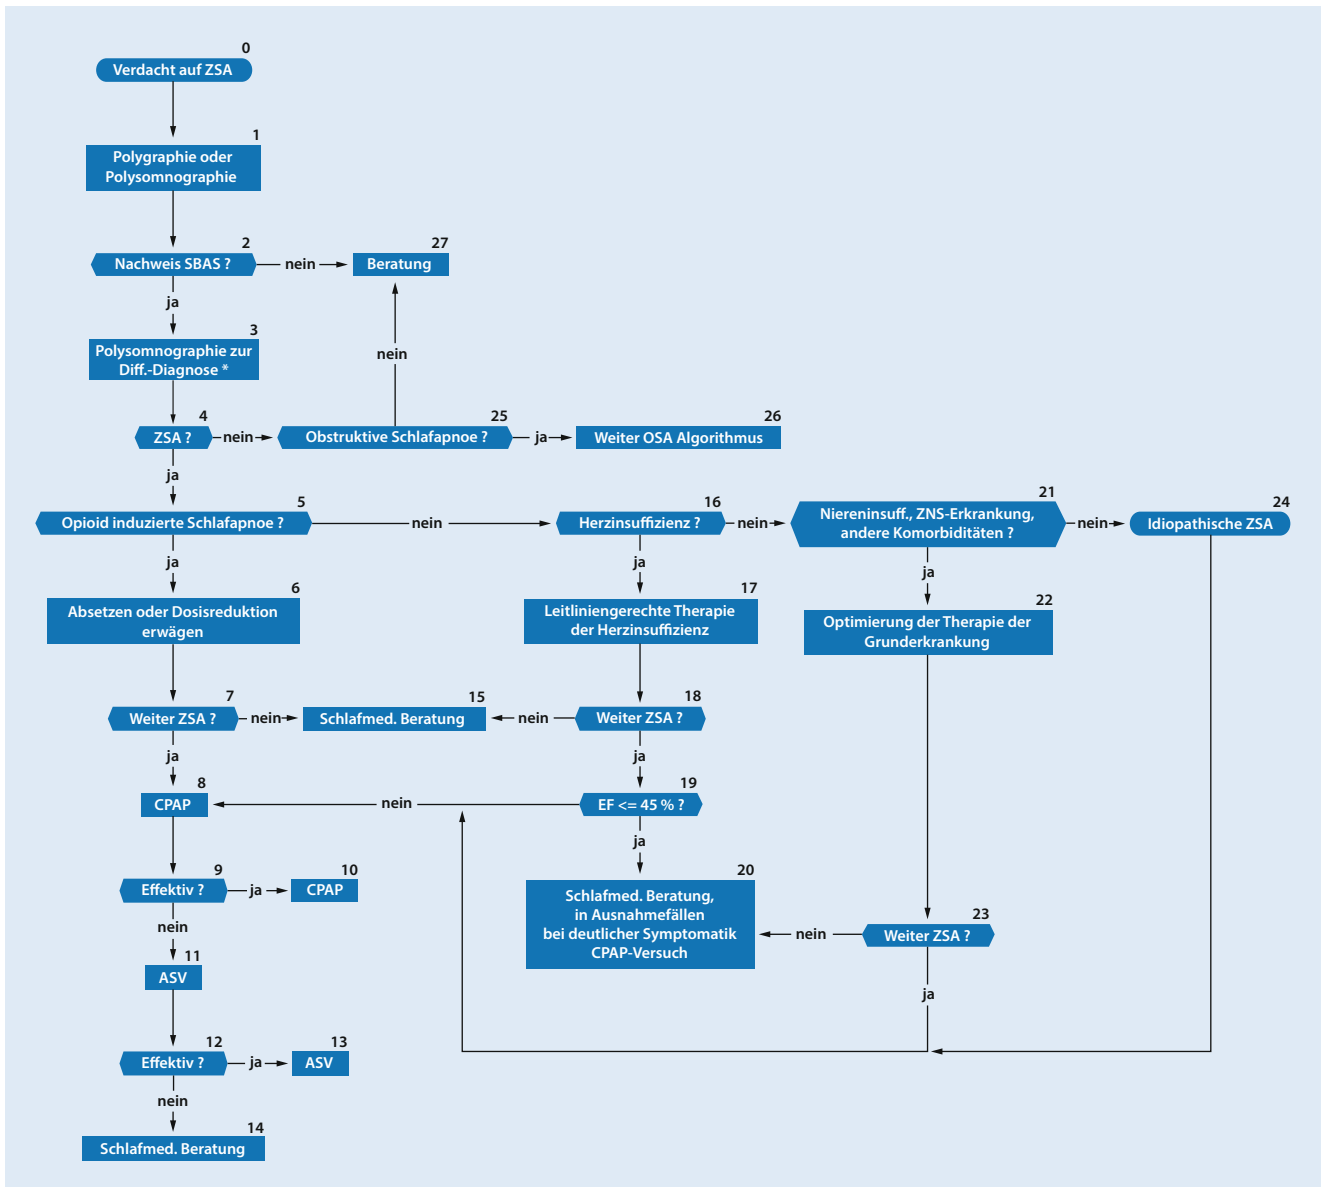 0
Verdacht auf ZSA
1
Polygraphie oder
Polysomnographie
2
Nachweis SBAS ?
nein
27
Beratung
ja
3
Polysomnographie zur
Diff.-Diagnose *
nein
4
ZSA ?
nein
25
Obstruktive Schlafapnoe ?
ja
26
Weiter OSA Algorithmus
ja
5
Opioid induzierte Schlafapnoe ?
nein
16
Herzinsuffizienz ?
nein
21
Niereninsuff., ZNS-Erkrankung,
andere Komorbiditäten ?
nein
24
Idiopathische ZSA
ja
6
Absetzen oder Dosisreduktion
erwägen
ja
17
Leitliniengerechte Therapie
der Herzinsuffizienz
ja
22
Optimierung der Therapie der
Grunderkrankung
7
Weiter ZSA ?
nein
15
Schlafmed. Beratung
nein
18
Weiter ZSA ?
ja
8
CPAP
nein
ja
19
EF <= 45 % ?
ja
9
Effektiv ?
ja
10
CPAP
20
Schlafmed. Beratung,
in Ausnahmefällen
bei deutlicher Symptomatik
CPAP-Versuch
nein
23
Weiter ZSA ?
ja
nein
11
ASV
12
Effektiv ?
ja
13
ASV
nein
14
Schlafmed. Beratung